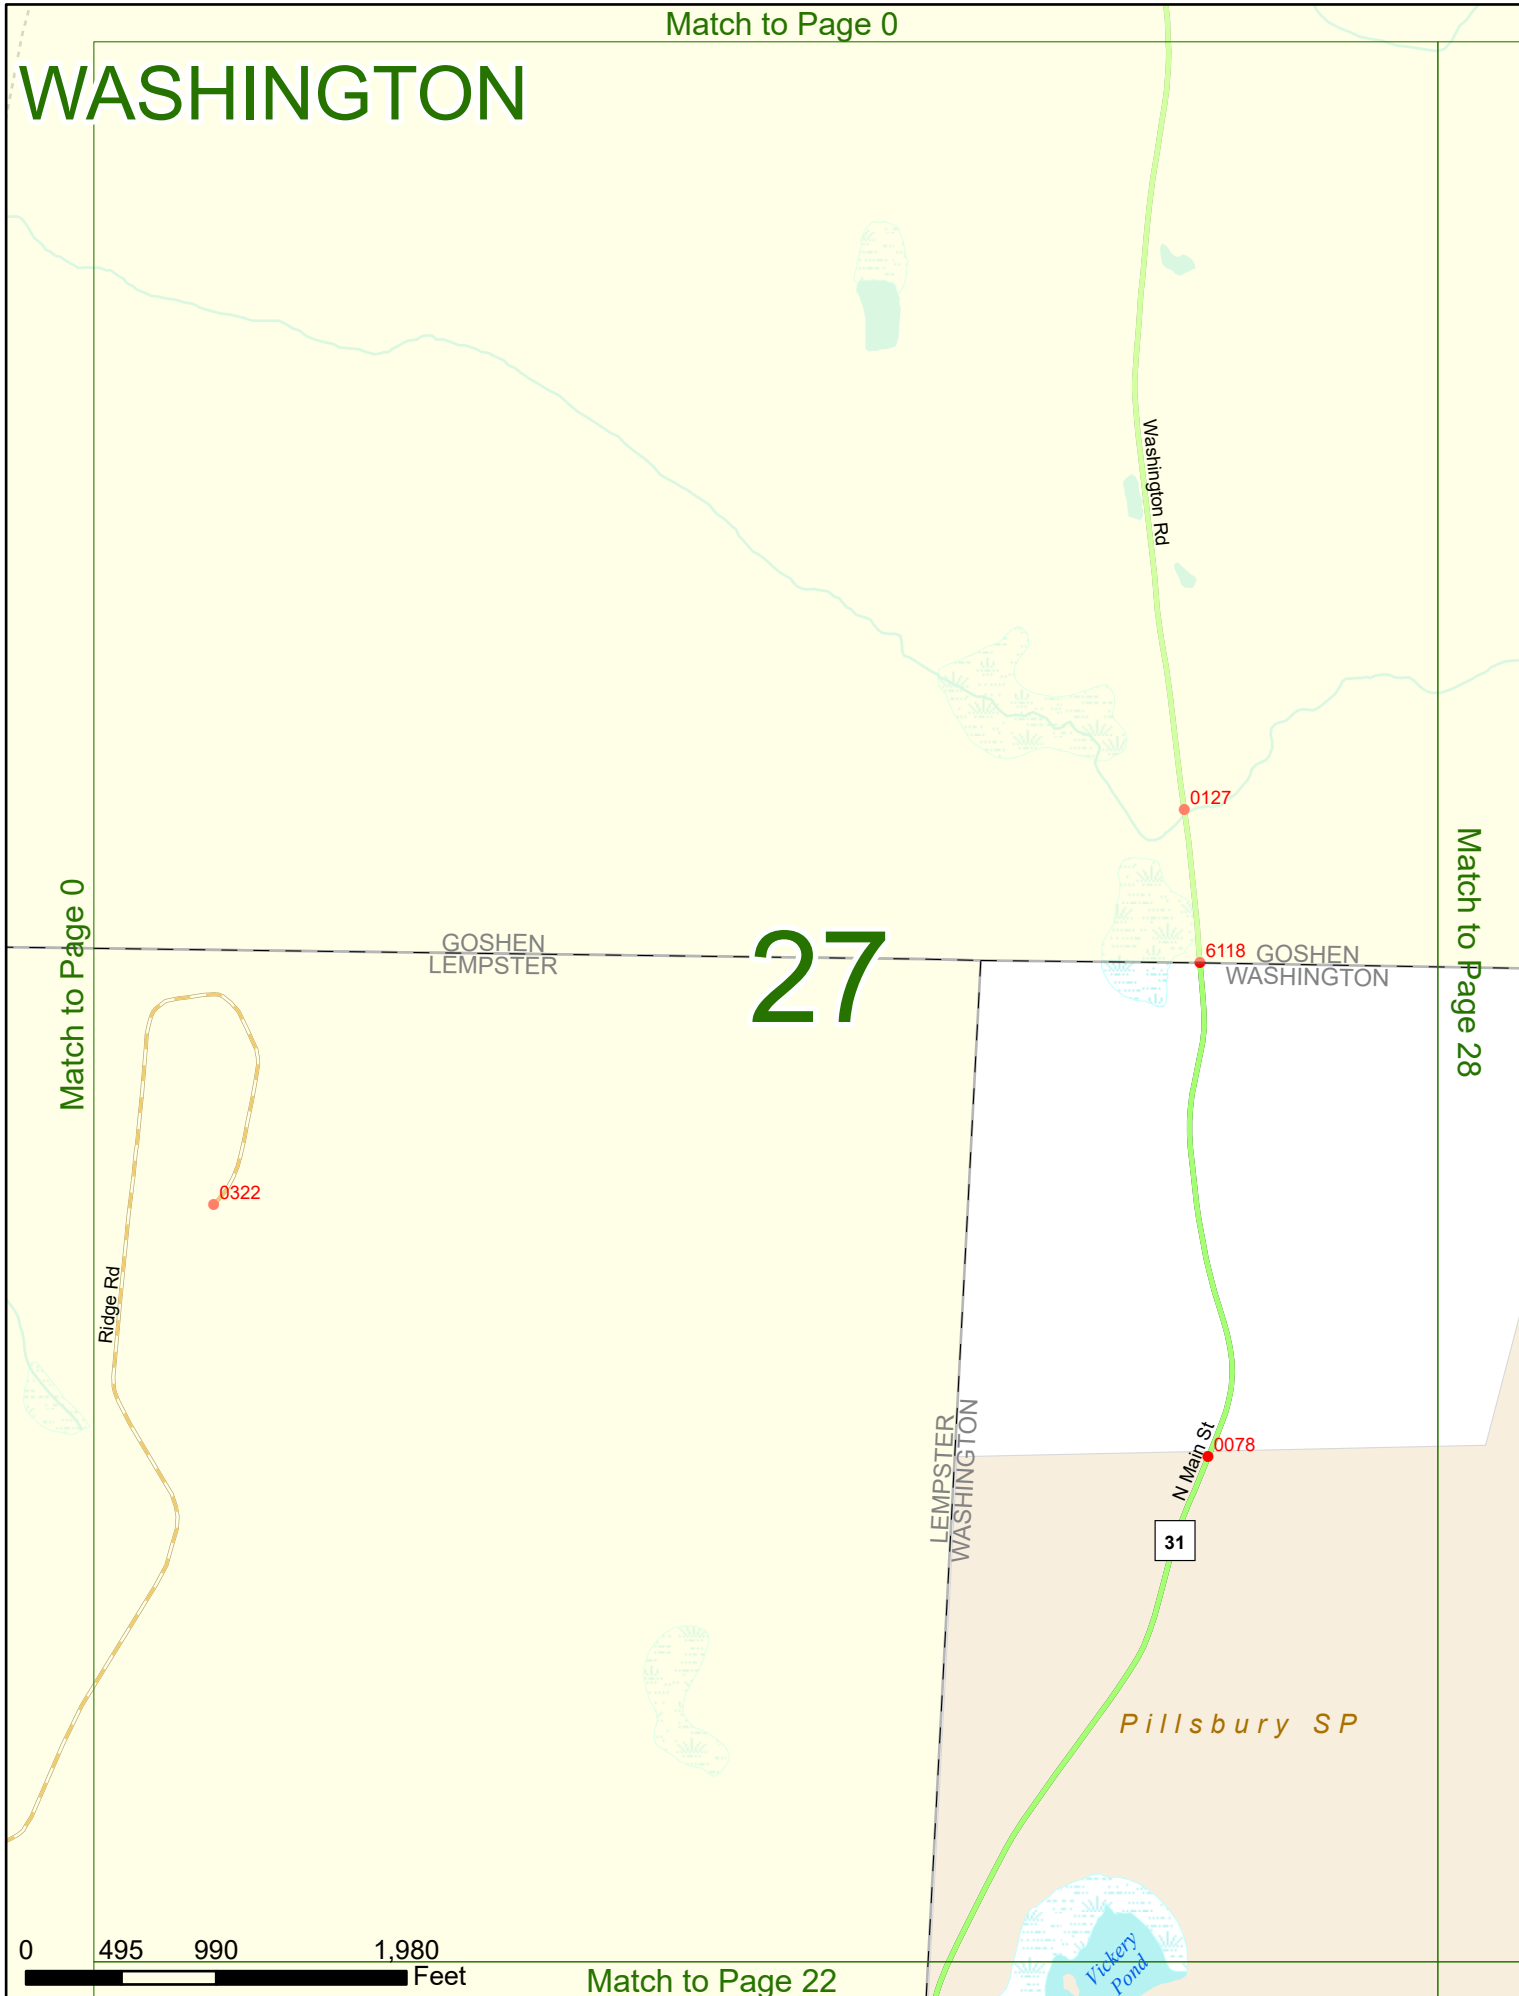 Match to Page 0
WASHINGTON
Washington Rd
0127
Match to Page 0
Match to Page 28
GOSHEN
LEMPSTER
27
6118
GOSHEN
WASHINGTON
0322
Ridge Rd
LEMPSTER
WASHINGTON
N Main St
0078
31
Pillsbury SP
Vickery
Pond
0 495 990 1,980
Feet
Match to Page 22